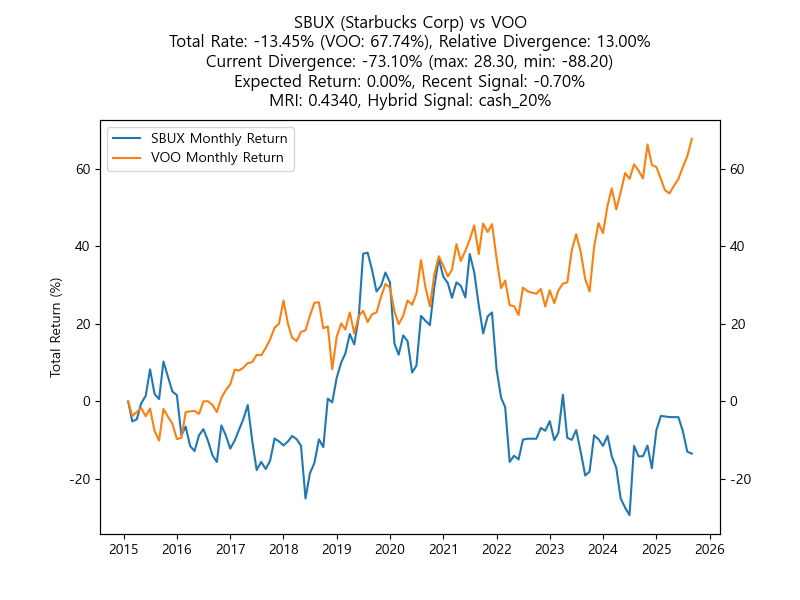 SBUX (Starbucks Corp) vs VOO
Total Rate: -13.45% (VOO: 67.74%), Relative Divergence: 13.00%
Current Divergence: -73.10% (max: 28.30, min: -88.20)
Expected Return: 0.00%, Recent Signal: -0.70%
MRI: 0.4340, Hybrid Signal: cash_20%
SBUX Monthly Return
VOO Monthly Return
Total Return (%)
60
40
20
0
-20
60
40
20
0
-20
2015 2016 2017 2018 2019 2020 2021 2022 2023 2024 2025 2026